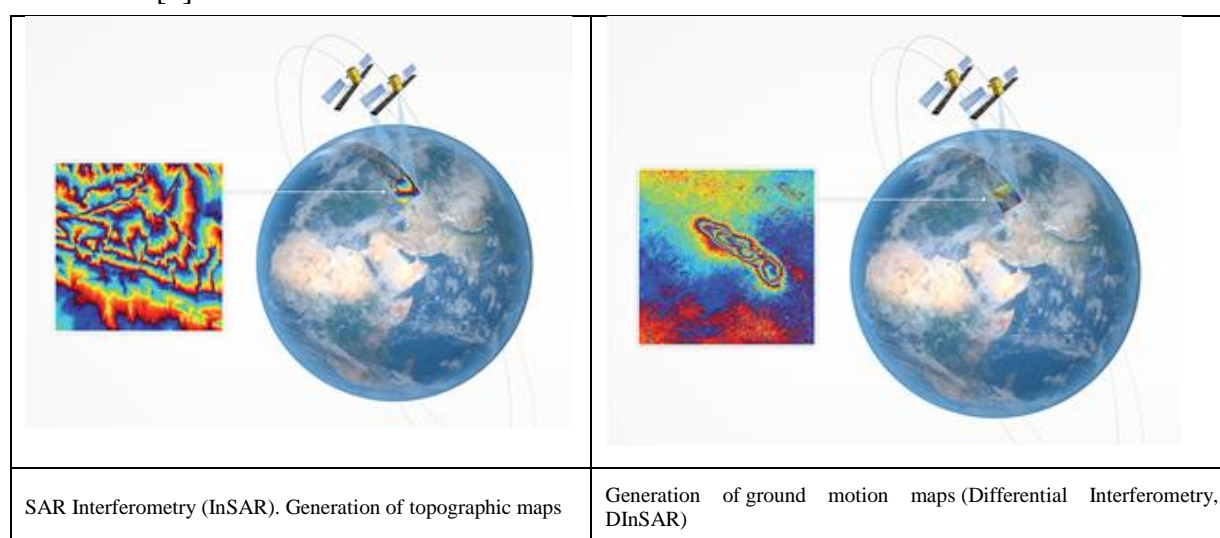 SAR Interferometry (InSAR). Generation of topographic maps
Generation of ground motion maps (Differential Interferometry,
DInSAR)